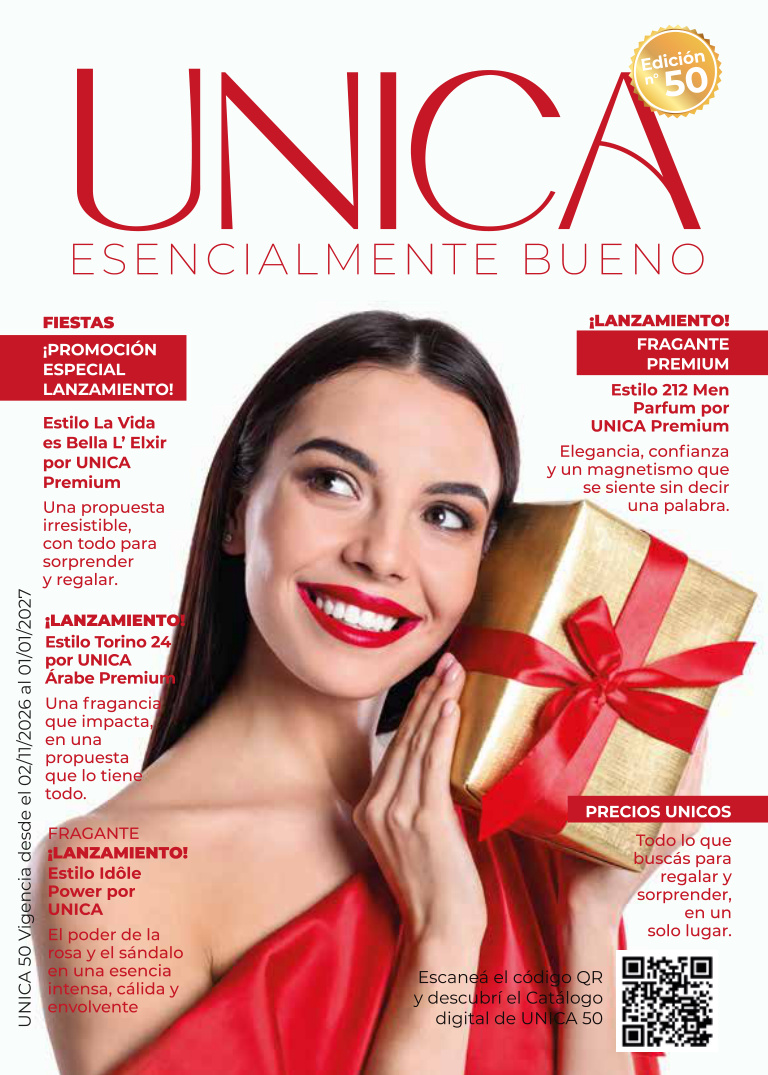 Edición
nº 50
UNICA
ESENCIALMENTE BUENO
FIESTAS
¡PROMOCIÓN
ESPECIAL
LANZAMIENTO!
Estilo La Vida
es Bella L’ Elxir
por UNICA
Premium
Una propuesta
irresistible,
con todo para
sorprender
y regalar.
¡LANZAMIENTO!
Estilo Torino 24
por UNICA
Árabe Premium
Una fragancia
que impacta,
en una
propuesta
que lo tiene
todo.
FRAGANTE
¡LANZAMIENTO!
Estilo Idôle
Power por
UNICA
El poder de la
rosa y el sándalo
en una esencia
intensa, cálida y
envolvente
UNICA 50 Vigencia desde el 02/11/2026 al 01/01/2027
¡LANZAMIENTO!
FRAGANTE
PREMIUM
Estilo 212 Men
Parfum por
UNICA Premium
Elegancia, confianza
y un magnetismo que
se siente sin decir
una palabra.
PRECIOS UNICOS
Todo lo que
buscás para
regalar y
sorprender,
en un
solo lugar.
Escaneá el código QR
y descubrí el Catálogo
digital de UNICA 50